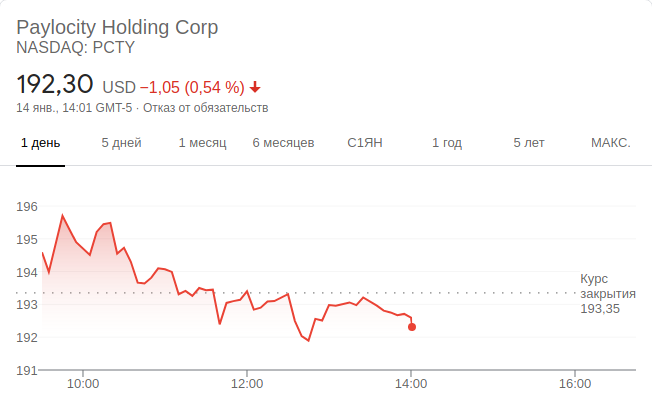 Paylocity Holding Corp
NASDAQ: PCTY
192,30 USD −1,05 (0,54 %)
14 янв., 14:01 GMT-5 · Отказ от обязательств
1 день 5 дней 1 месяц 6 месяцев С1ЯН 1 год 5 лет МАКС.
196
195
194
Курс
закрытия
193,35
193
192
191
10:00 12:00 14:00 16:00